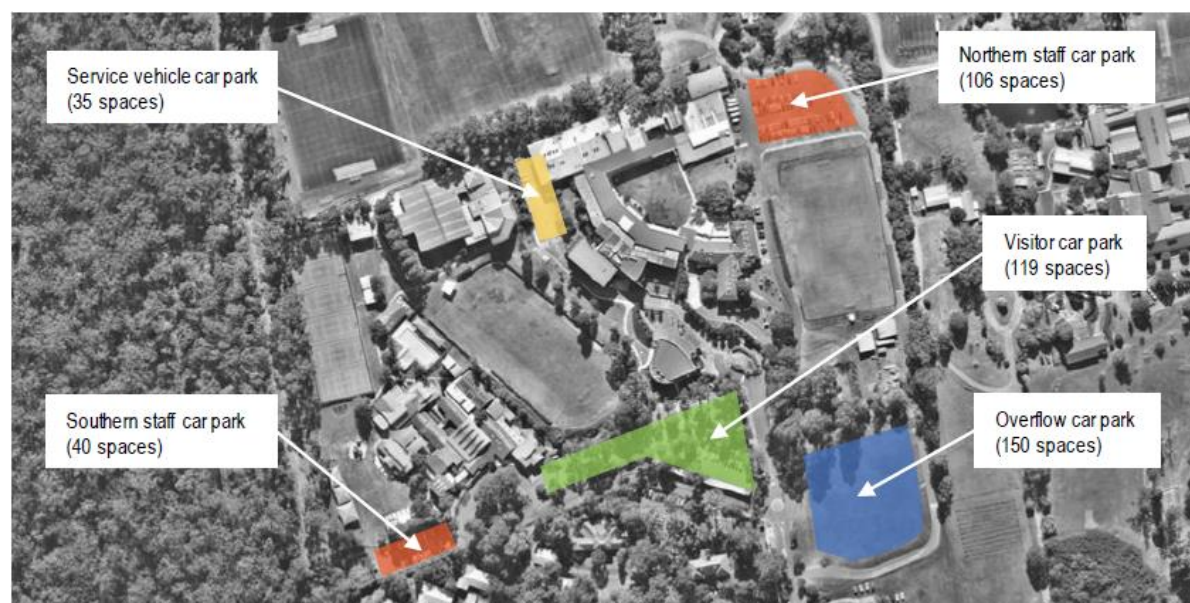 Service vehicle car park
(35 spaces)
Northern staff car park
(106 spaces)
Visitor car park
(119 spaces)
Southern staff car park
(40 spaces)
Overflow car park
(150 spaces)